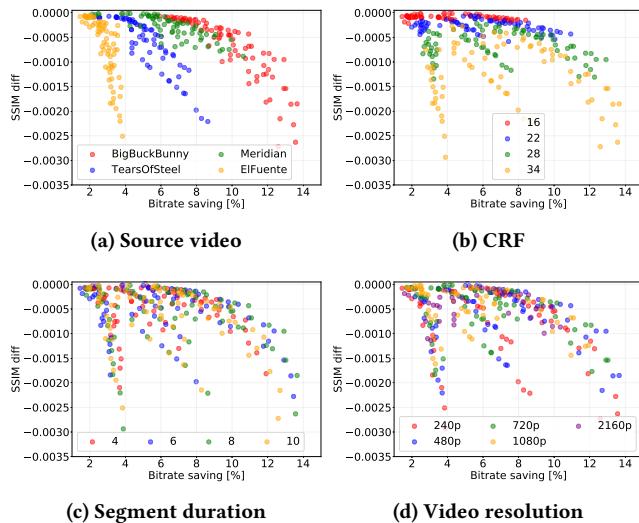 0.0000
−0.0005
−0.0010
−0.0015
−0.0020
−0.0025
−0.0030
−0.0035
SSIM diff
BigBuckBunny
TearsOfSteel
Meridian
ElFuente
2 4 6 8 10 12 14
Bitrate saving [%]
(a) Source video
0.0000
−0.0005
−0.0010
−0.0015
−0.0020
−0.0025
−0.0030
−0.0035
SSIM diff
16
22
28
34
2 4 6 8 10 12 14
Bitrate saving [%]
(b) CRF
0.0000
−0.0005
−0.0010
−0.0015
−0.0020
−0.0025
−0.0030
−0.0035
SSIM diff
4 6 8 10
2 4 6 8 10 12 14
Bitrate saving [%]
(c) Segment duration
0.0000
−0.0005
−0.0010
−0.0015
−0.0020
−0.0025
−0.0030
−0.0035
SSIM diff
240p 720p 2160p
480p 1080p
2 4 6 8 10 12 14
Bitrate saving [%]
(d) Video resolution